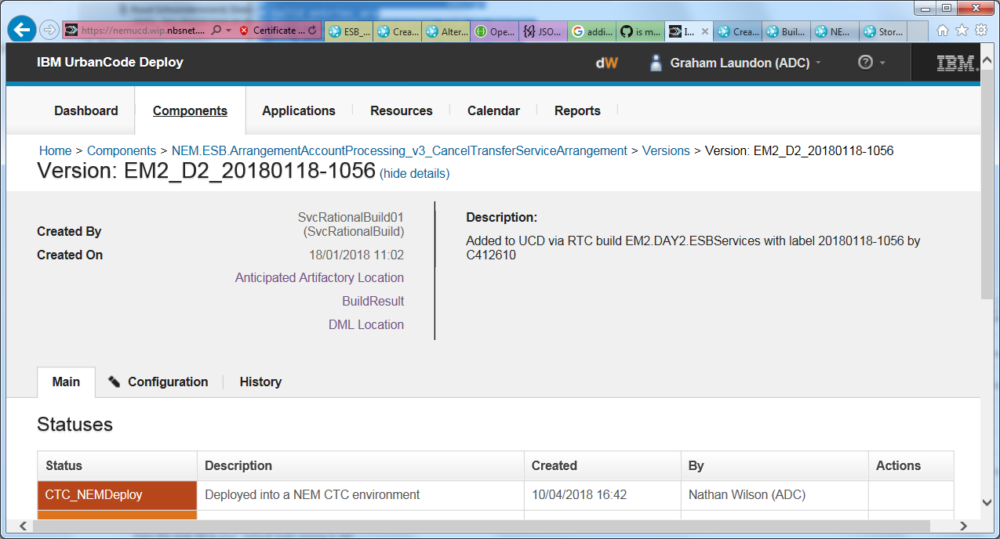 https://nemucd.wip.nbsnet.... Certificate ... ESB_... Crea... Alter... Ope... JSO... addi... is m... I... Crea... Buil... NE... Stor...
IBM UrbanCode Deploy dW Graham Laundon (ADC) ? IBM
Dashboard Components Applications Resources Calendar Reports
Home > Components > NEM.ESB.ArrangementAccountProcessing_v3_CancelTransferServiceArrangement > Versions > Version: EM2_D2_20180118-1056
Version: EM2_D2_20180118-1056 (hide details)
Created By SvcRationalBuild01
(SvcRationalBuild)
Created On 18/01/2018 11:02
Anticipated Artifactory Location
BuildResult
DML Location
Description:
Added to UCD via RTC build EM2.DAY2.ESBServices with label 20180118-1056 by
C412610
Main Configuration History
Statuses
Status Description Created By Actions
CTC_NEMDeploy Deployed into a NEM CTC environment 10/04/2018 16:42 Nathan Wilson (ADC)